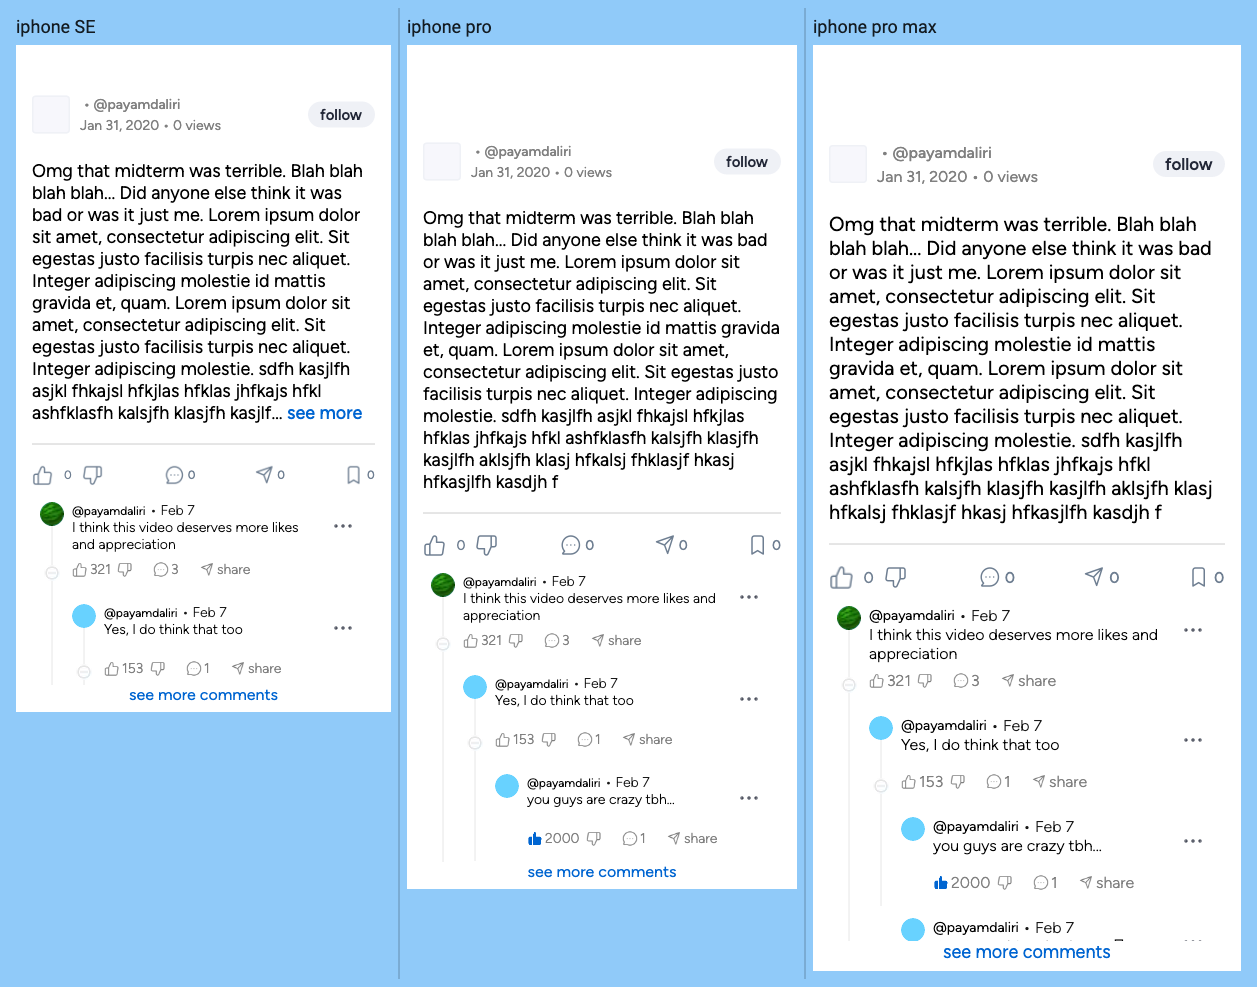 iphone SE
• @payamdaliri
Jan 31, 2020 • 0 views
follow
Omg that midterm was terrible. Blah blah
blah blah... Did anyone else think it was
bad or was it just me. Lorem ipsum dolor
sit amet, consectetur adipiscing elit. Sit
egestas justo facilisis turpis nec aliquet.
Integer adipiscing molestie id mattis
gravida et, quam. Lorem ipsum dolor sit
amet, consectetur adipiscing elit. Sit
egestas justo facilisis turpis nec aliquet.
Integer adipiscing molestie. sdfh kasjlfh
asjkl fhkajsl hfkjlas hfklas jhfkajs hfkl
ashfklasfh kalsjfh klasjfh kasjlf... see more
0 0 0 0
@payamdaliri • Feb 7
I think this video deserves more likes
and appreciation
321 3 share
@payamdaliri • Feb 7
Yes, I do think that too
153 1 share
see more comments
iphone pro
• @payamdaliri
Jan 31, 2020 • 0 views
follow
Omg that midterm was terrible. Blah blah
blah blah... Did anyone else think it was bad
or was it just me. Lorem ipsum dolor sit
amet, consectetur adipiscing elit. Sit
egestas justo facilisis turpis nec aliquet.
Integer adipiscing molestie id mattis gravida
et, quam. Lorem ipsum dolor sit amet,
consectetur adipiscing elit. Sit egestas justo
facilisis turpis nec aliquet. Integer adipiscing
molestie. sdfh kasjlfh asjkl fhkajsl hfkjlas
hfklas jhfkajs hfkl ashfklasfh kalsjfh klasjfh
kasjlfh aklsjfh klasj hfkalsj fhklasjf hkasj
hfkasjlfh kasdjh f
0 0 0 0
@payamdaliri • Feb 7
I think this video deserves more likes and
appreciation
321 3 share
@payamdaliri • Feb 7
Yes, I do think that too
153 1 share
@payamdaliri • Feb 7
you guys are crazy tbh...
2000 1 share
see more comments
iphone pro max
• @payamdaliri
Jan 31, 2020 • 0 views
follow
Omg that midterm was terrible. Blah blah
blah blah... Did anyone else think it was bad
or was it just me. Lorem ipsum dolor sit
amet, consectetur adipiscing elit. Sit
egestas justo facilisis turpis nec aliquet.
Integer adipiscing molestie id mattis
gravida et, quam. Lorem ipsum dolor sit
amet, consectetur adipiscing elit. Sit
egestas justo facilisis turpis nec aliquet.
Integer adipiscing molestie. sdfh kasjlfh
asjkl fhkajsl hfkjlas hfklas jhfkajs hfkl
ashfklasfh kalsjfh klasjfh kasjlfh aklsjfh klasj
hfkalsj fhklasjf hkasj hfkasjlfh kasdjh f
0 0 0 0
@payamdaliri • Feb 7
I think this video deserves more likes and
appreciation
321 3 share
@payamdaliri • Feb 7
Yes, I do think that too
153 1 share
@payamdaliri • Feb 7
you guys are crazy tbh...
2000 1 share
@payamdaliri • Feb 7
see more comments